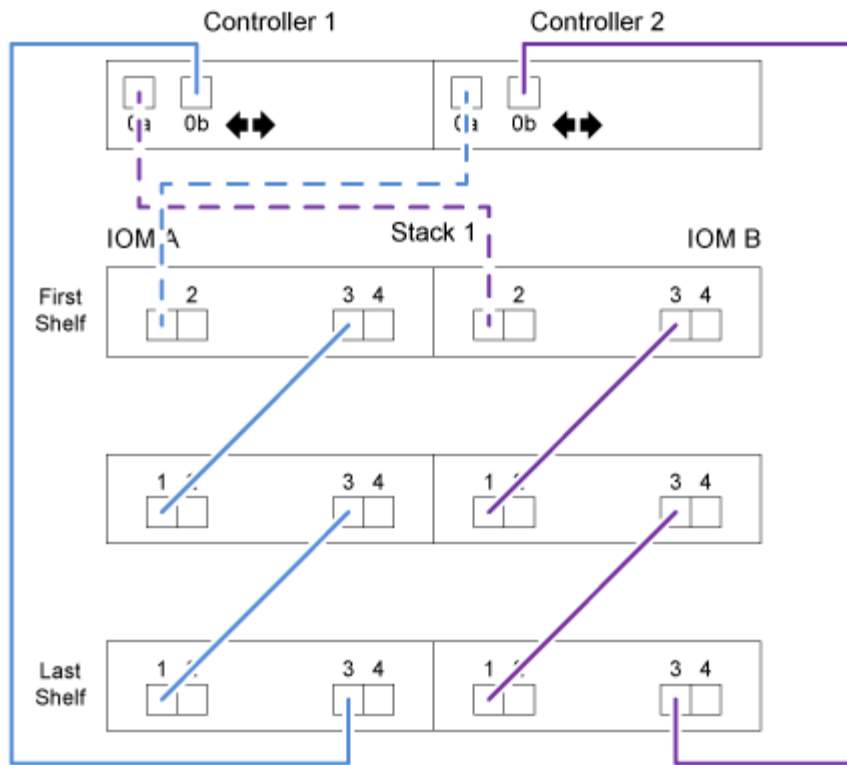 Controller 1 Controller 2
0a 0b 0a 0b
IOM A Stack 1 IOM B
First
Shelf
2 3 4 2 3 4
1 3 4 1 3 4
Last
Shelf
1 3 4 1 3 4